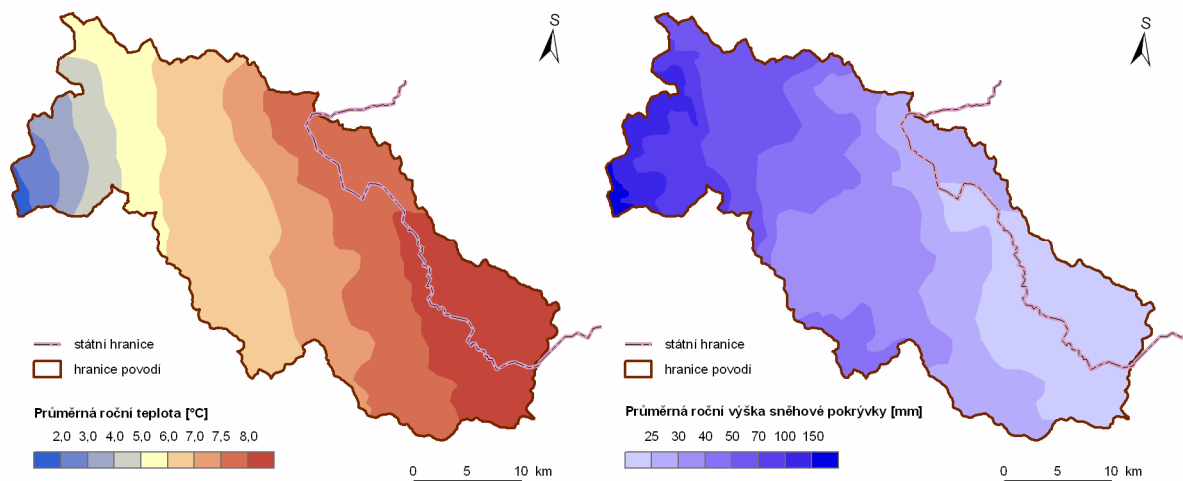 S
státní hranice
hranice povodí
Průměrná roční teplota [°C]
2,0 3,0 4,0 5,0 6,0 7,0 7,5 8,0
0 5 10 km
S
státní hranice
hranice povodí
Průměrná roční výška sněhové pokrývky [mm]
25 30 40 50 70 100 150
0 5 10 km